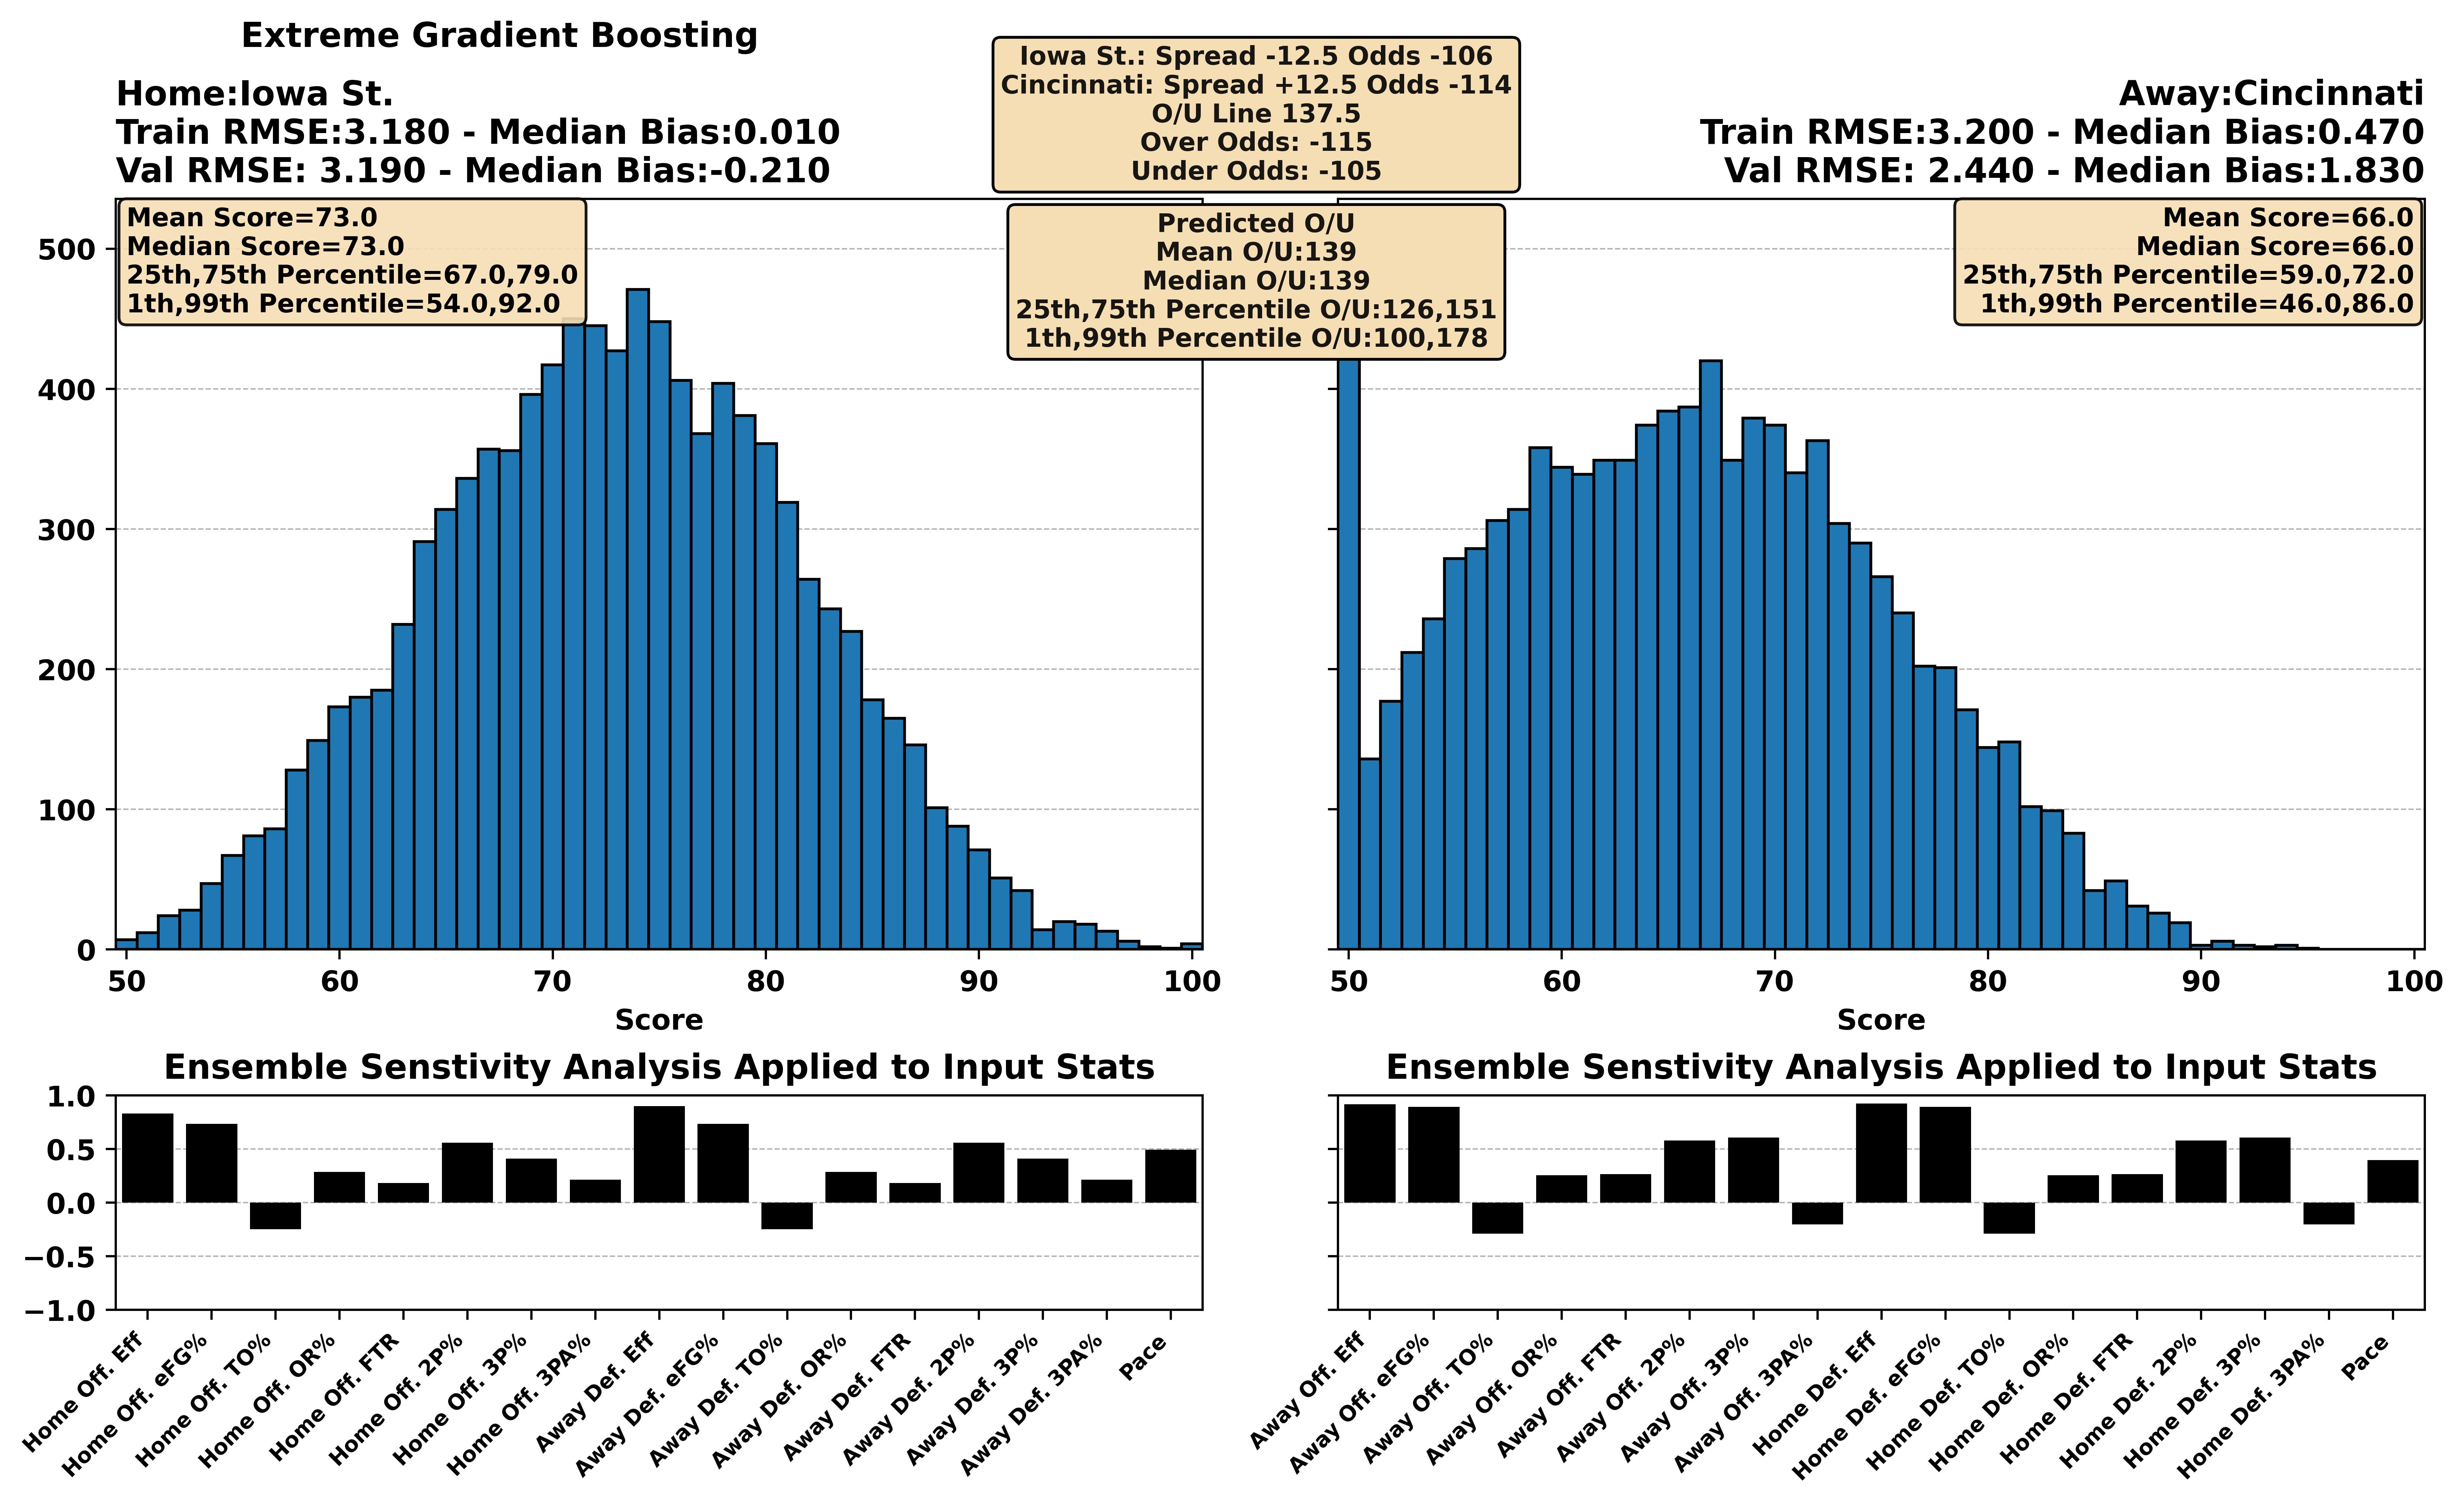 Extreme Gradient Boosting
Home:Iowa St.
Train RMSE:3.180 - Median Bias:0.010
Val RMSE: 3.190 - Median Bias:-0.210
Iowa St.: Spread -12.5 Odds -106
Cincinnati: Spread +12.5 Odds -114
O/U Line 137.5
Over Odds: -115
Under Odds: -105
Away:Cincinnati
Train RMSE:3.200 - Median Bias:0.470
Val RMSE: 2.440 - Median Bias:1.830
Mean Score=73.0
Median Score=73.0
25th,75th Percentile=67.0,79.0
1th,99th Percentile=54.0,92.0
Predicted O/U
Mean O/U:139
Median O/U:139
25th,75th Percentile O/U:126,151
1th,99th Percentile O/U:100,178
Mean Score=66.0
Median Score=66.0
25th,75th Percentile=59.0,72.0
1th,99th Percentile=46.0,86.0
500
400
300
200
100
0
50 60 70 80 90 100
Score
50 60 70 80 90 100
Score
Ensemble Senstivity Analysis Applied to Input Stats
1.0
0.5
0.0
−0.5
−1.0
Home Off. Eff
Home Off. eFG%
Home Off. TO%
Home Off. OR%
Home Off. FTR
Home Off. 2P%
Home Off. 3P%
Home Off. 3PA%
Away Def. Eff
Away Def. eFG%
Away Def. TO%
Away Def. OR%
Away Def. FTR
Away Def. 2P%
Away Def. 3P%
Away Def. 3PA%
Pace
Ensemble Senstivity Analysis Applied to Input Stats
Away Off. Eff
Away Off. eFG%
Away Off. TO%
Away Off. OR%
Away Off. FTR
Away Off. 2P%
Away Off. 3P%
Away Off. 3PA%
Home Def. Eff
Home Def. eFG%
Home Def. TO%
Home Def. OR%
Home Def. FTR
Home Def. 2P%
Home Def. 3P%
Home Def. 3PA%
Pace